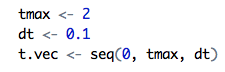 tmax <- 2
dt <- 0.1
t.vec <- seq(0, tmax, dt)